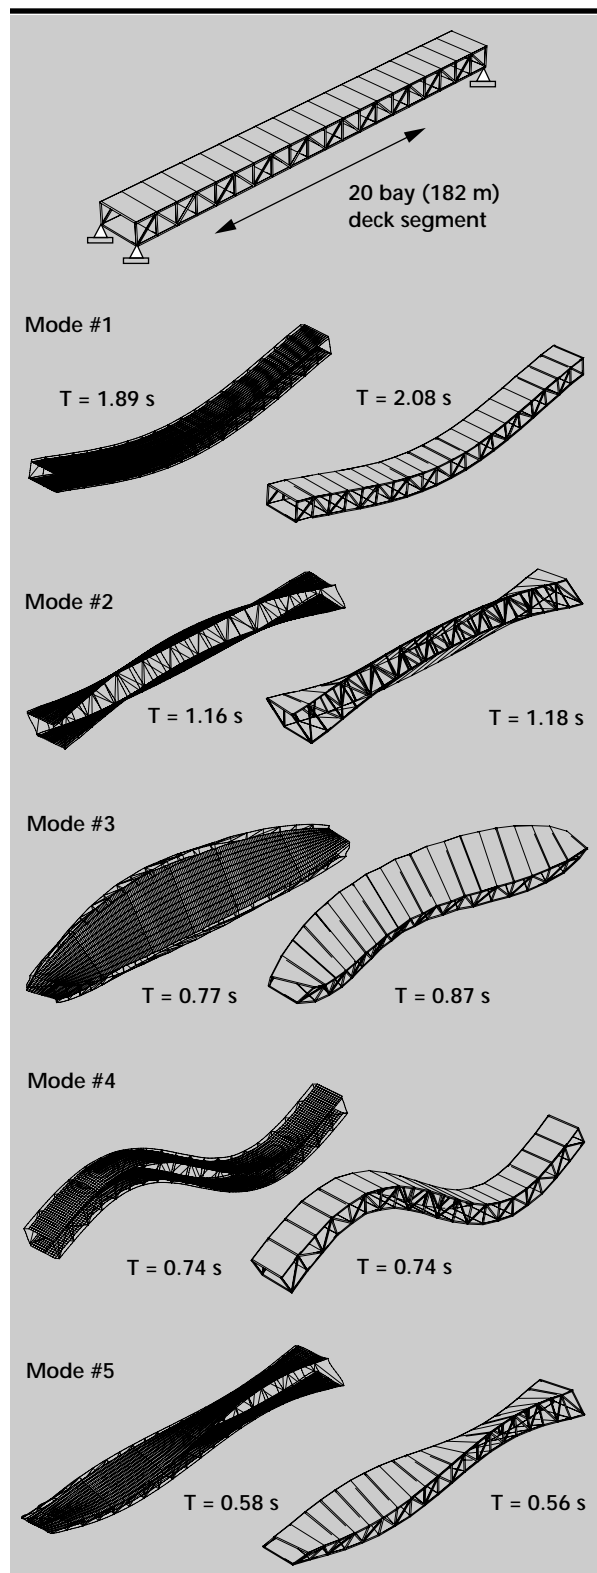 20 bay (182 m)
deck segment
Mode #1
T = 1.89 s
T = 2.08 s
Mode #2
T = 1.16 s
T = 1.18 s
Mode #3
T = 0.77 s
T = 0.87 s
Mode #4
T = 0.74 s
T = 0.74 s
Mode #5
T = 0.58 s
T = 0.56 s